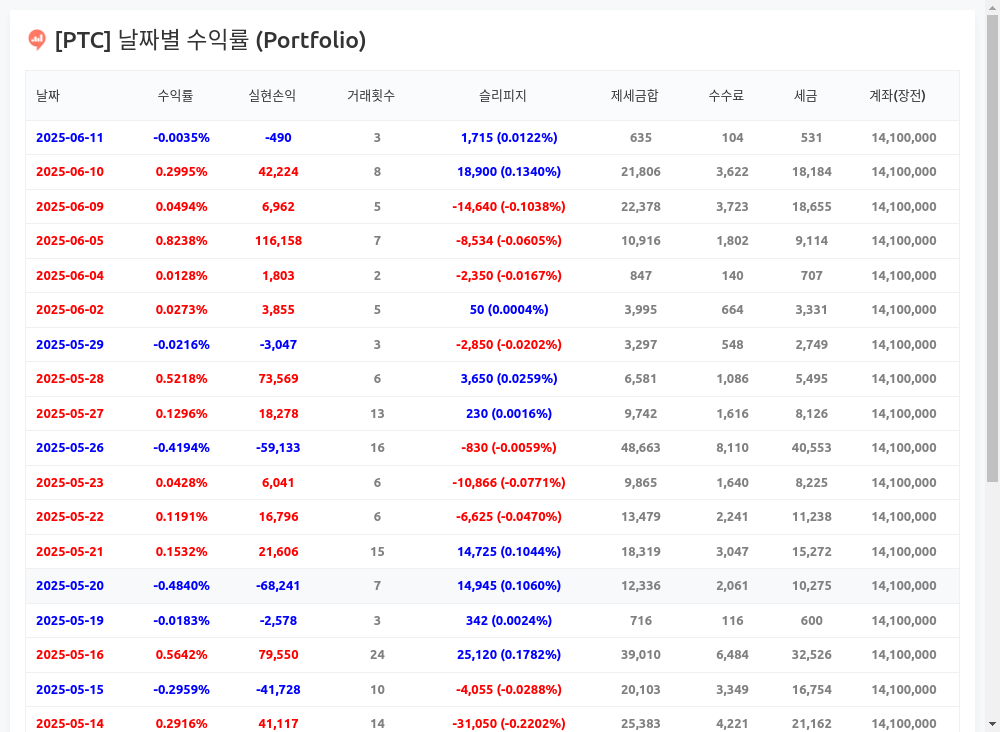 [PTC] 날짜별 수익률 (Portfolio)
날짜 수익률 실현손익 거래횟수 슬리피지 제세금합 수수료 세금 계좌(장전)
2025-06-11 -0.0035% -490 3 1,715 (0.0122%) 635 104 531 14,100,000
2025-06-10 0.2995% 42,224 8 18,900 (0.1340%) 21,806 3,622 18,184 14,100,000
2025-06-09 0.0494% 6,962 5 -14,640 (-0.1038%) 22,378 3,723 18,655 14,100,000
2025-06-05 0.8238% 116,158 7 -8,534 (-0.0605%) 10,916 1,802 9,114 14,100,000
2025-06-04 0.0128% 1,803 2 -2,350 (-0.0167%) 847 140 707 14,100,000
2025-06-02 0.0273% 3,855 5 50 (0.0004%) 3,995 664 3,331 14,100,000
2025-05-29 -0.0216% -3,047 3 -2,850 (-0.0202%) 3,297 548 2,749 14,100,000
2025-05-28 0.5218% 73,569 6 3,650 (0.0259%) 6,581 1,086 5,495 14,100,000
2025-05-27 0.1296% 18,278 13 230 (0.0016%) 9,742 1,616 8,126 14,100,000
2025-05-26 -0.4194% -59,133 16 -830 (-0.0059%) 48,663 8,110 40,553 14,100,000
2025-05-23 0.0428% 6,041 6 -10,866 (-0.0771%) 9,865 1,640 8,225 14,100,000
2025-05-22 0.1191% 16,796 6 -6,625 (-0.0470%) 13,479 2,241 11,238 14,100,000
2025-05-21 0.1532% 21,606 15 14,725 (0.1044%) 18,319 3,047 15,272 14,100,000
2025-05-20 -0.4840% -68,241 7 14,945 (0.1060%) 12,336 2,061 10,275 14,100,000
2025-05-19 -0.0183% -2,578 3 342 (0.0024%) 716 116 600 14,100,000
2025-05-16 0.5642% 79,550 24 25,120 (0.1782%) 39,010 6,484 32,526 14,100,000
2025-05-15 -0.2959% -41,728 10 -4,055 (-0.0288%) 20,103 3,349 16,754 14,100,000
2025-05-14 0.2916% 41,117 14 -31,050 (-0.2202%) 25,383 4,221 21,162 14,100,000